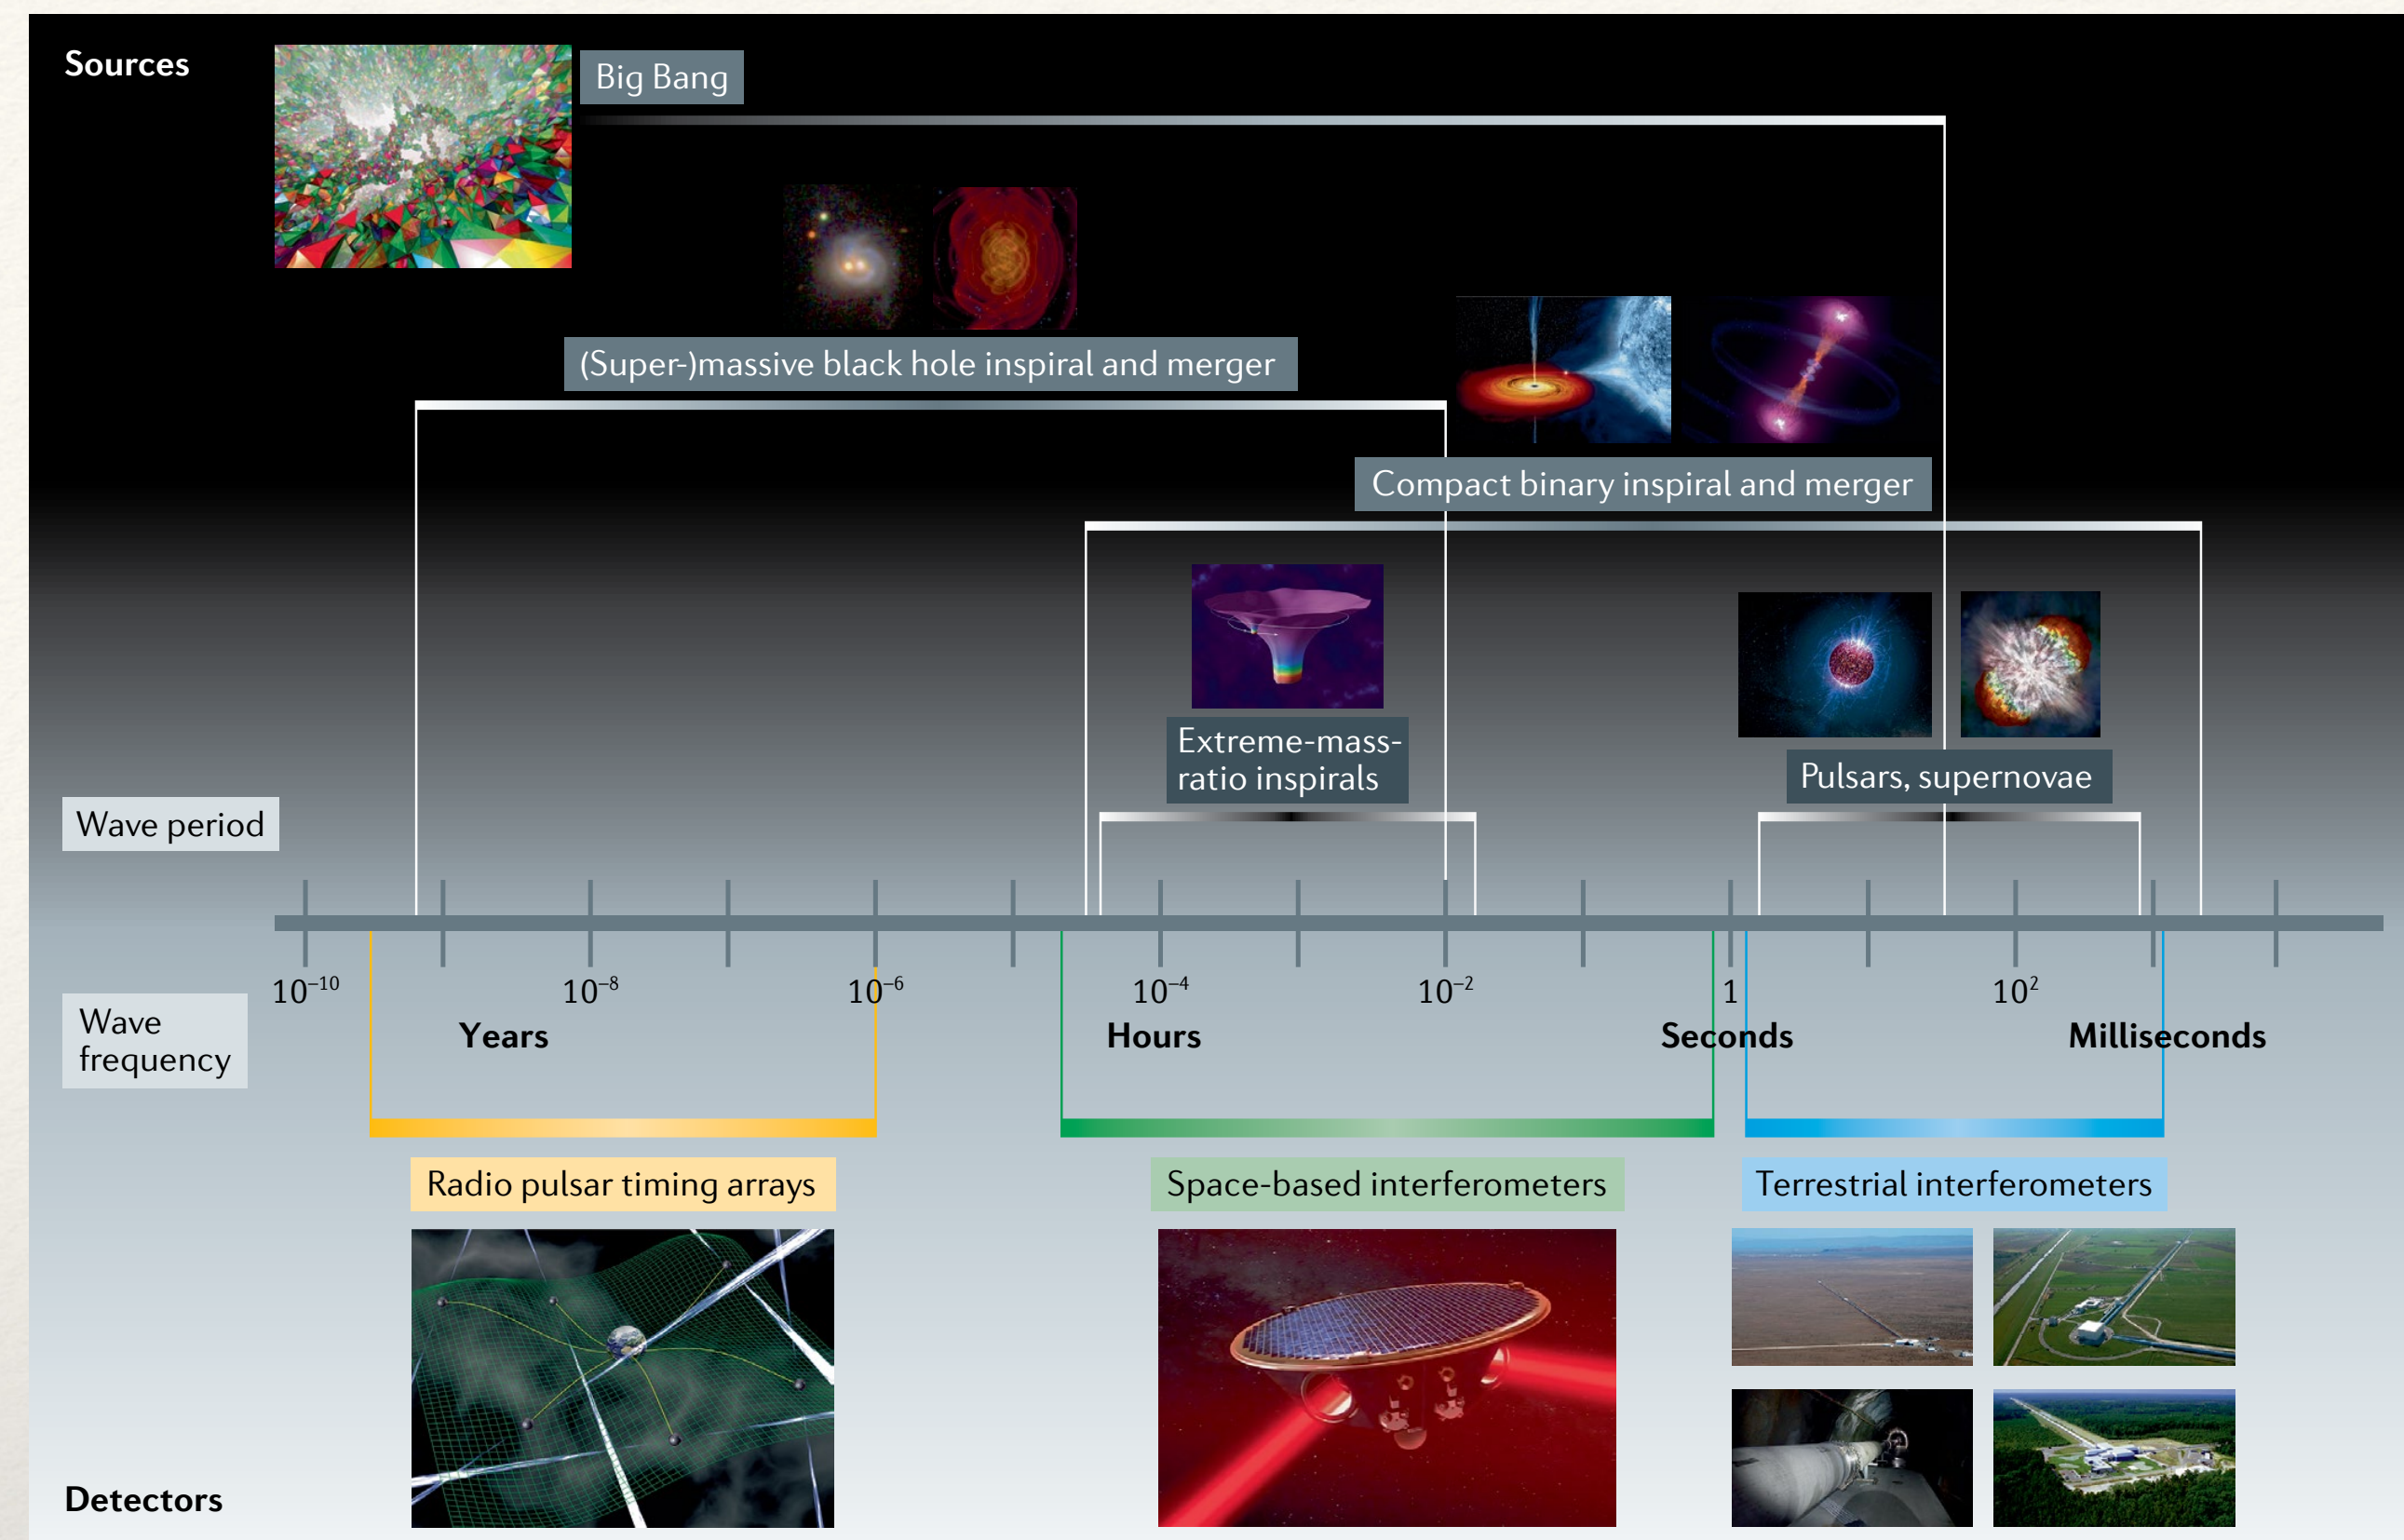 Sources
Big Bang
(Super-)massive black hole inspiral and merger
Compact binary inspiral and merger
Extreme-mass-
ratio inspirals
Pulsars, supernovae
Wave period
10⁻¹⁰ 10⁻⁸ 10⁻⁶ 10⁻⁴ 10⁻² 1 10²
Wave
frequency
Years Hours Seconds Milliseconds
Radio pulsar timing arrays
Space-based interferometers
Terrestrial interferometers
Detectors